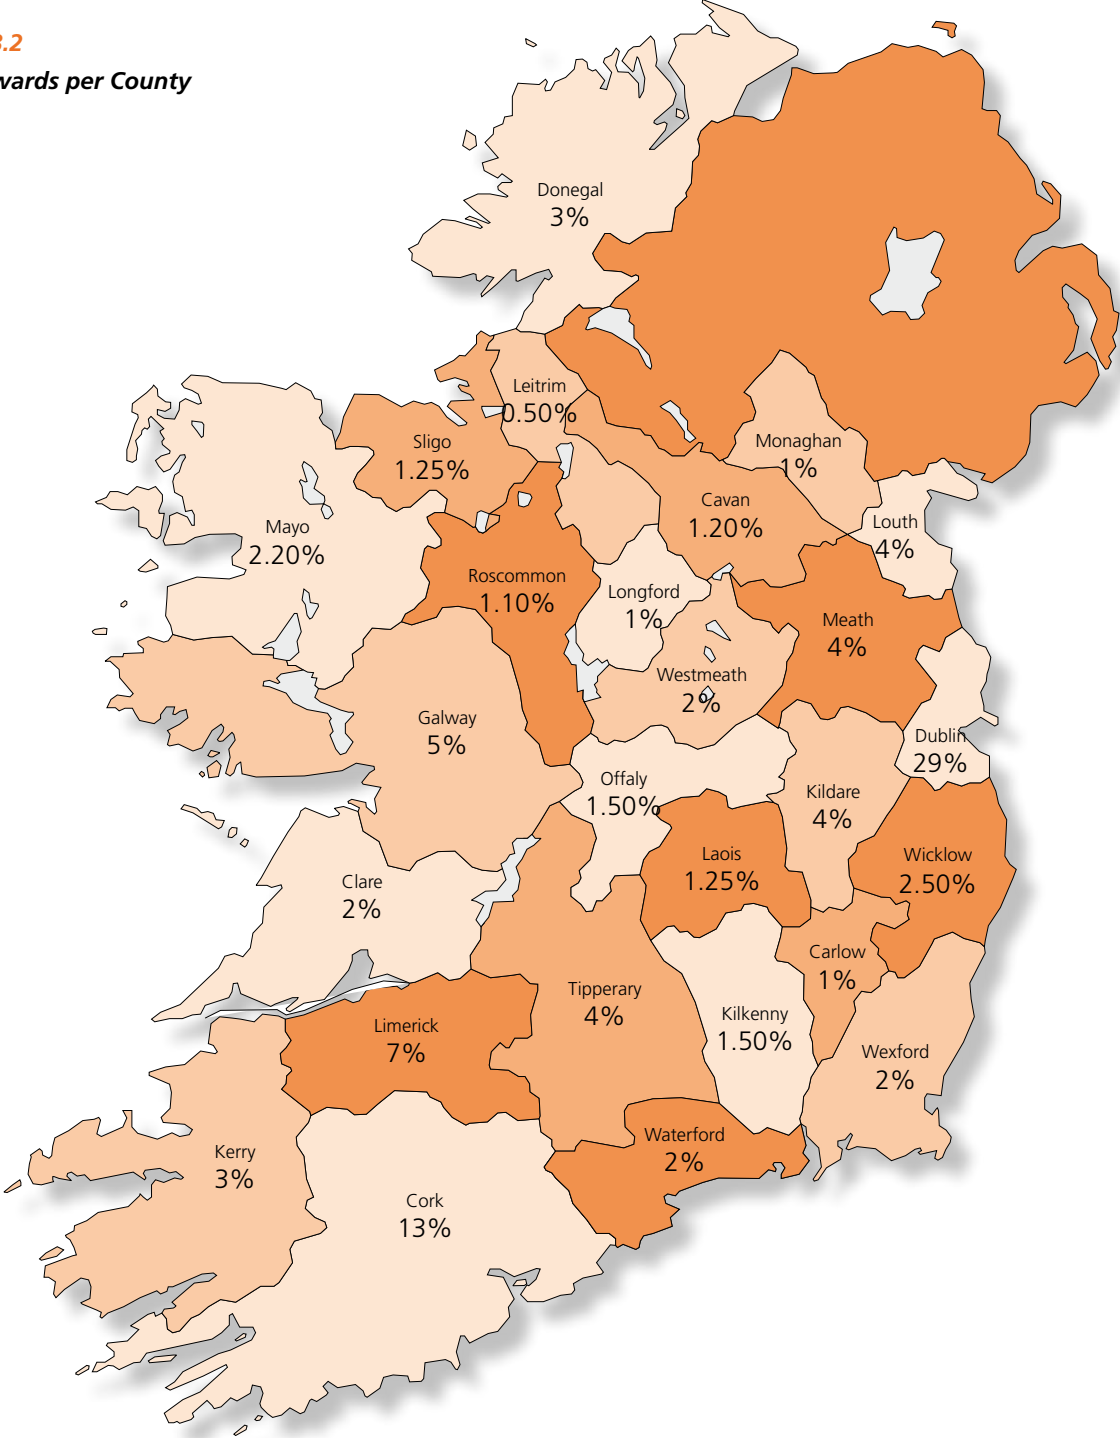 3.2
wards per County
Donegal
3%
Leitrim
0.50%
Sligo
1.25%
Monaghan
1%
Cavan
1.20%
Louth
4%
Mayo
2.20%
Roscommon
1.10%
Longford
1%
Meath
4%
Westmeath
2%
Galway
5%
Dublin
29%
Offaly
1.50%
Kildare
4%
Laois
1.25%
Wicklow
2.50%
Clare
2%
Carlow
1%
Tipperary
4%
Kilkenny
1.50%
Limerick
7%
Wexford
2%
Waterford
2%
Kerry
3%
Cork
13%